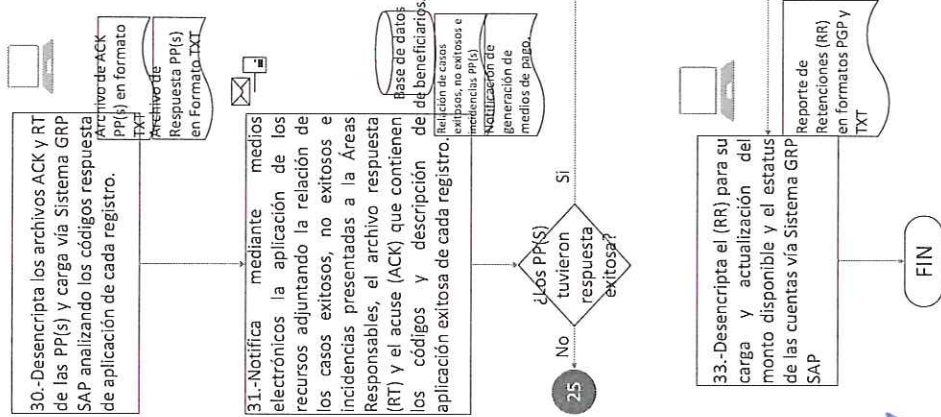 30.-Desencripta los archivos ACK y RT
de las PP(s) y carga vía Sistema GRP
SAP analizando los códigos respuesta
de aplicación de cada registro.
Archivo de ACK
PP(s) en formato
TXT
Archivo de
Respuesta PP(s)
en Formato TXT
31.-Notifica mediante medios
electrónicos la aplicación de los
recursos adjuntando la relación de
los casos exitosos, no exitosos e
incidencias presentadas a la Áreas
Responsables, el archivo respuesta
(RT) y el acuse (ACK) que contienen
los códigos y descripción de
aplicación exitosa de cada registro.
Base de datos
de beneficiarios.
Relación de casos
exitosos, no exitosos e
incidencias PP(s)
Notificación de
generación de
medios de pago.
¿Los PP(S)
tuvieron
respuesta
exitosa?
No
Si
25
33.-Desencripta el (RR) para su
carga y actualización del
monto disponible y el estatus
de las cuentas vía Sistema GRP
SAP
Reporte de
Retenciones (RR)
en formatos PGP y
TXT
FIN